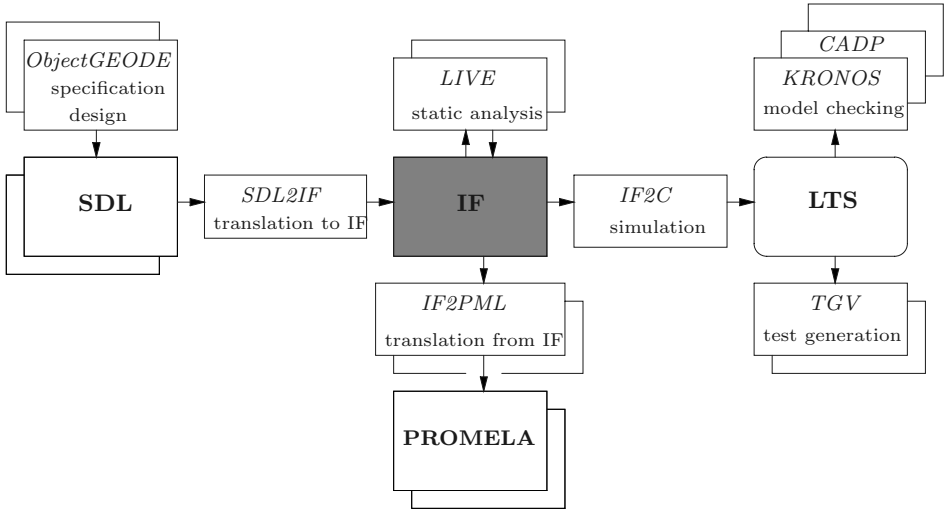 ObjectGEODE
specification
design
LIVE
static analysis
CADP
KRONOS
model checking
SDL
SDL2IF
translation to IF
IF
IF2C
simulation
LTS
IF2PML
translation from IF
TGV
test generation
PROMELA